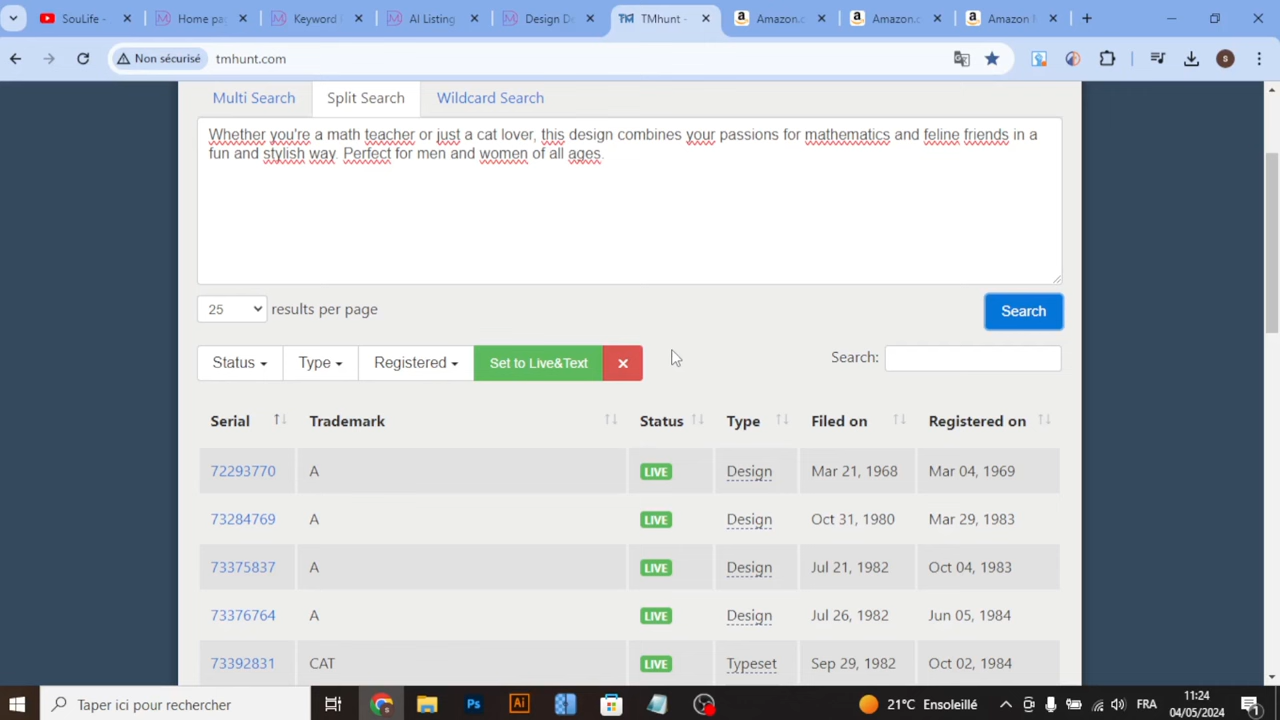 SouLife -
Home pa
Keyword
AI Listing
Design D
TMhunt -
Amazon.c
Amazon.c
Amazon
Non sécurisé tmhunt.com
Multi Search Split Search Wildcard Search
Whether you're a math teacher or just a cat lover, this design combines your passions for mathematics and feline friends in a
fun and stylish way. Perfect for men and women of all ages.
25 results per page Search
Status Type Registered Set to Live&Text × Search:
Serial Trademark Status Type Filed on Registered on
72293770 A LIVE Design Mar 21, 1968 Mar 04, 1969
73284769 A LIVE Design Oct 31, 1980 Mar 29, 1983
73375837 A LIVE Design Jul 21, 1982 Oct 04, 1983
73376764 A LIVE Design Jul 26, 1982 Jun 05, 1984
73392831 CAT LIVE Typeset Sep 29, 1982 Oct 02, 1984
Taper ici pour rechercher Ps Ai 21°C Ensoleillé FRA 11:24
04/05/2024